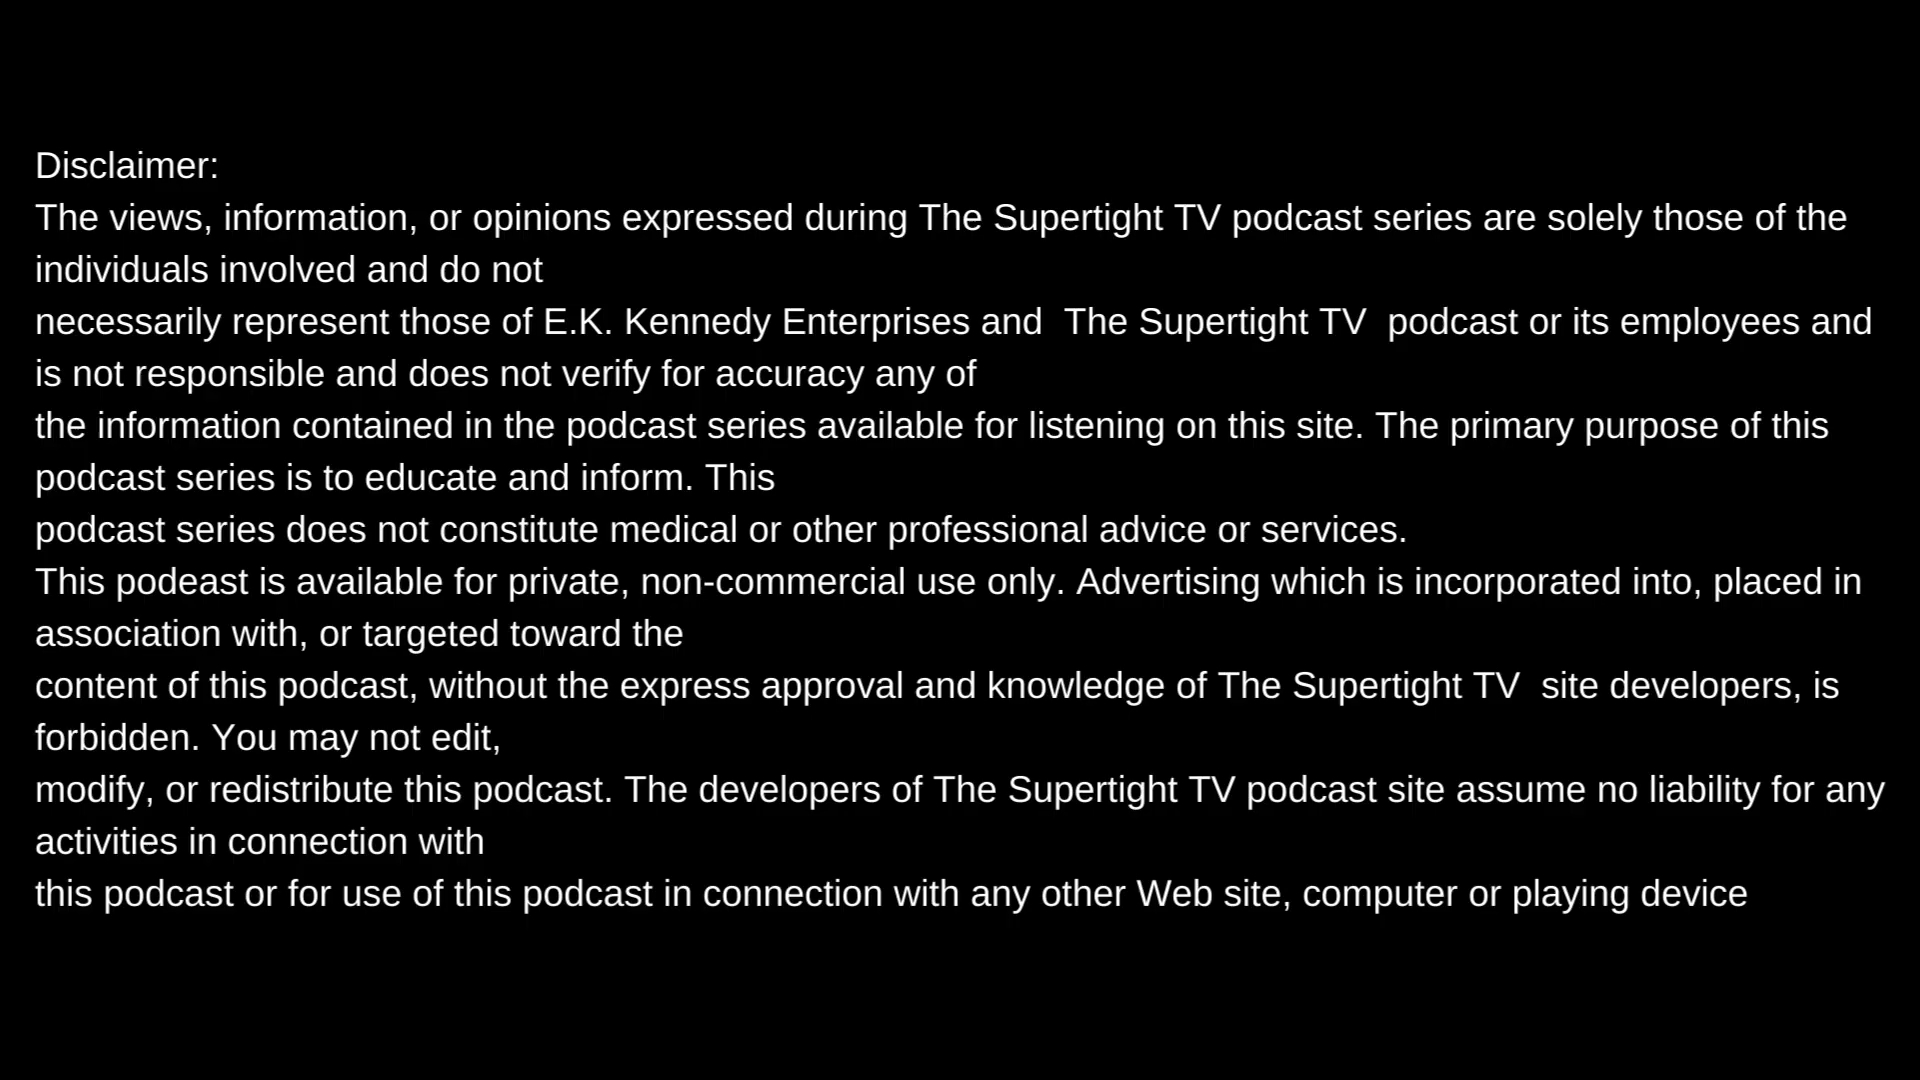 Disclaimer:
The views, information, or opinions expressed during The Supertight TV podcast series are solely those of the
individuals involved and do not
necessarily represent those of E.K. Kennedy Enterprises and  The Supertight TV  podcast or its employees and
is not responsible and does not verify for accuracy any of
the information contained in the podcast series available for listening on this site. The primary purpose of this
podcast series is to educate and inform. This
podcast series does not constitute medical or other professional advice or services.
This podeast is available for private, non-commercial use only. Advertising which is incorporated into, placed in
association with, or targeted toward the
content of this podcast, without the express approval and knowledge of The Supertight TV  site developers, is
forbidden. You may not edit,
modify, or redistribute this podcast. The developers of The Supertight TV podcast site assume no liability for any
activities in connection with
this podcast or for use of this podcast in connection with any other Web site, computer or playing device